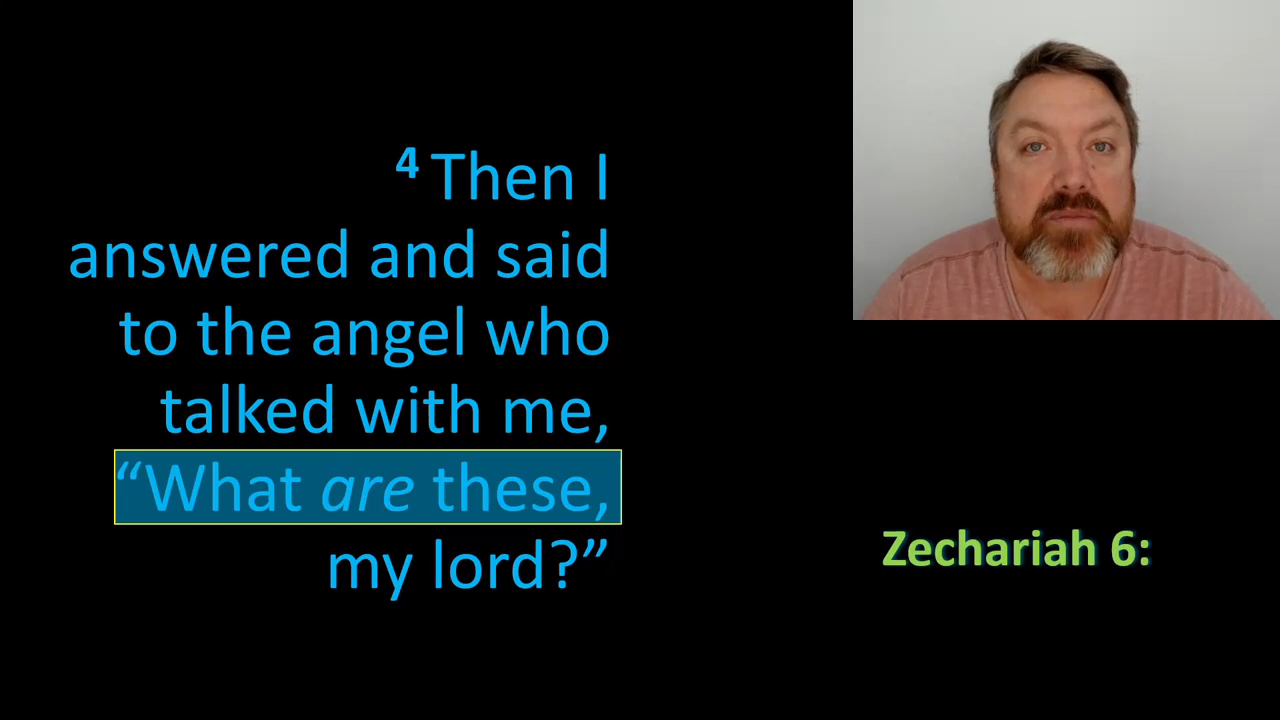 4 Then I
answered and said
to the angel who
talked with me,
“What are these,
my lord?”
Zechariah 6: